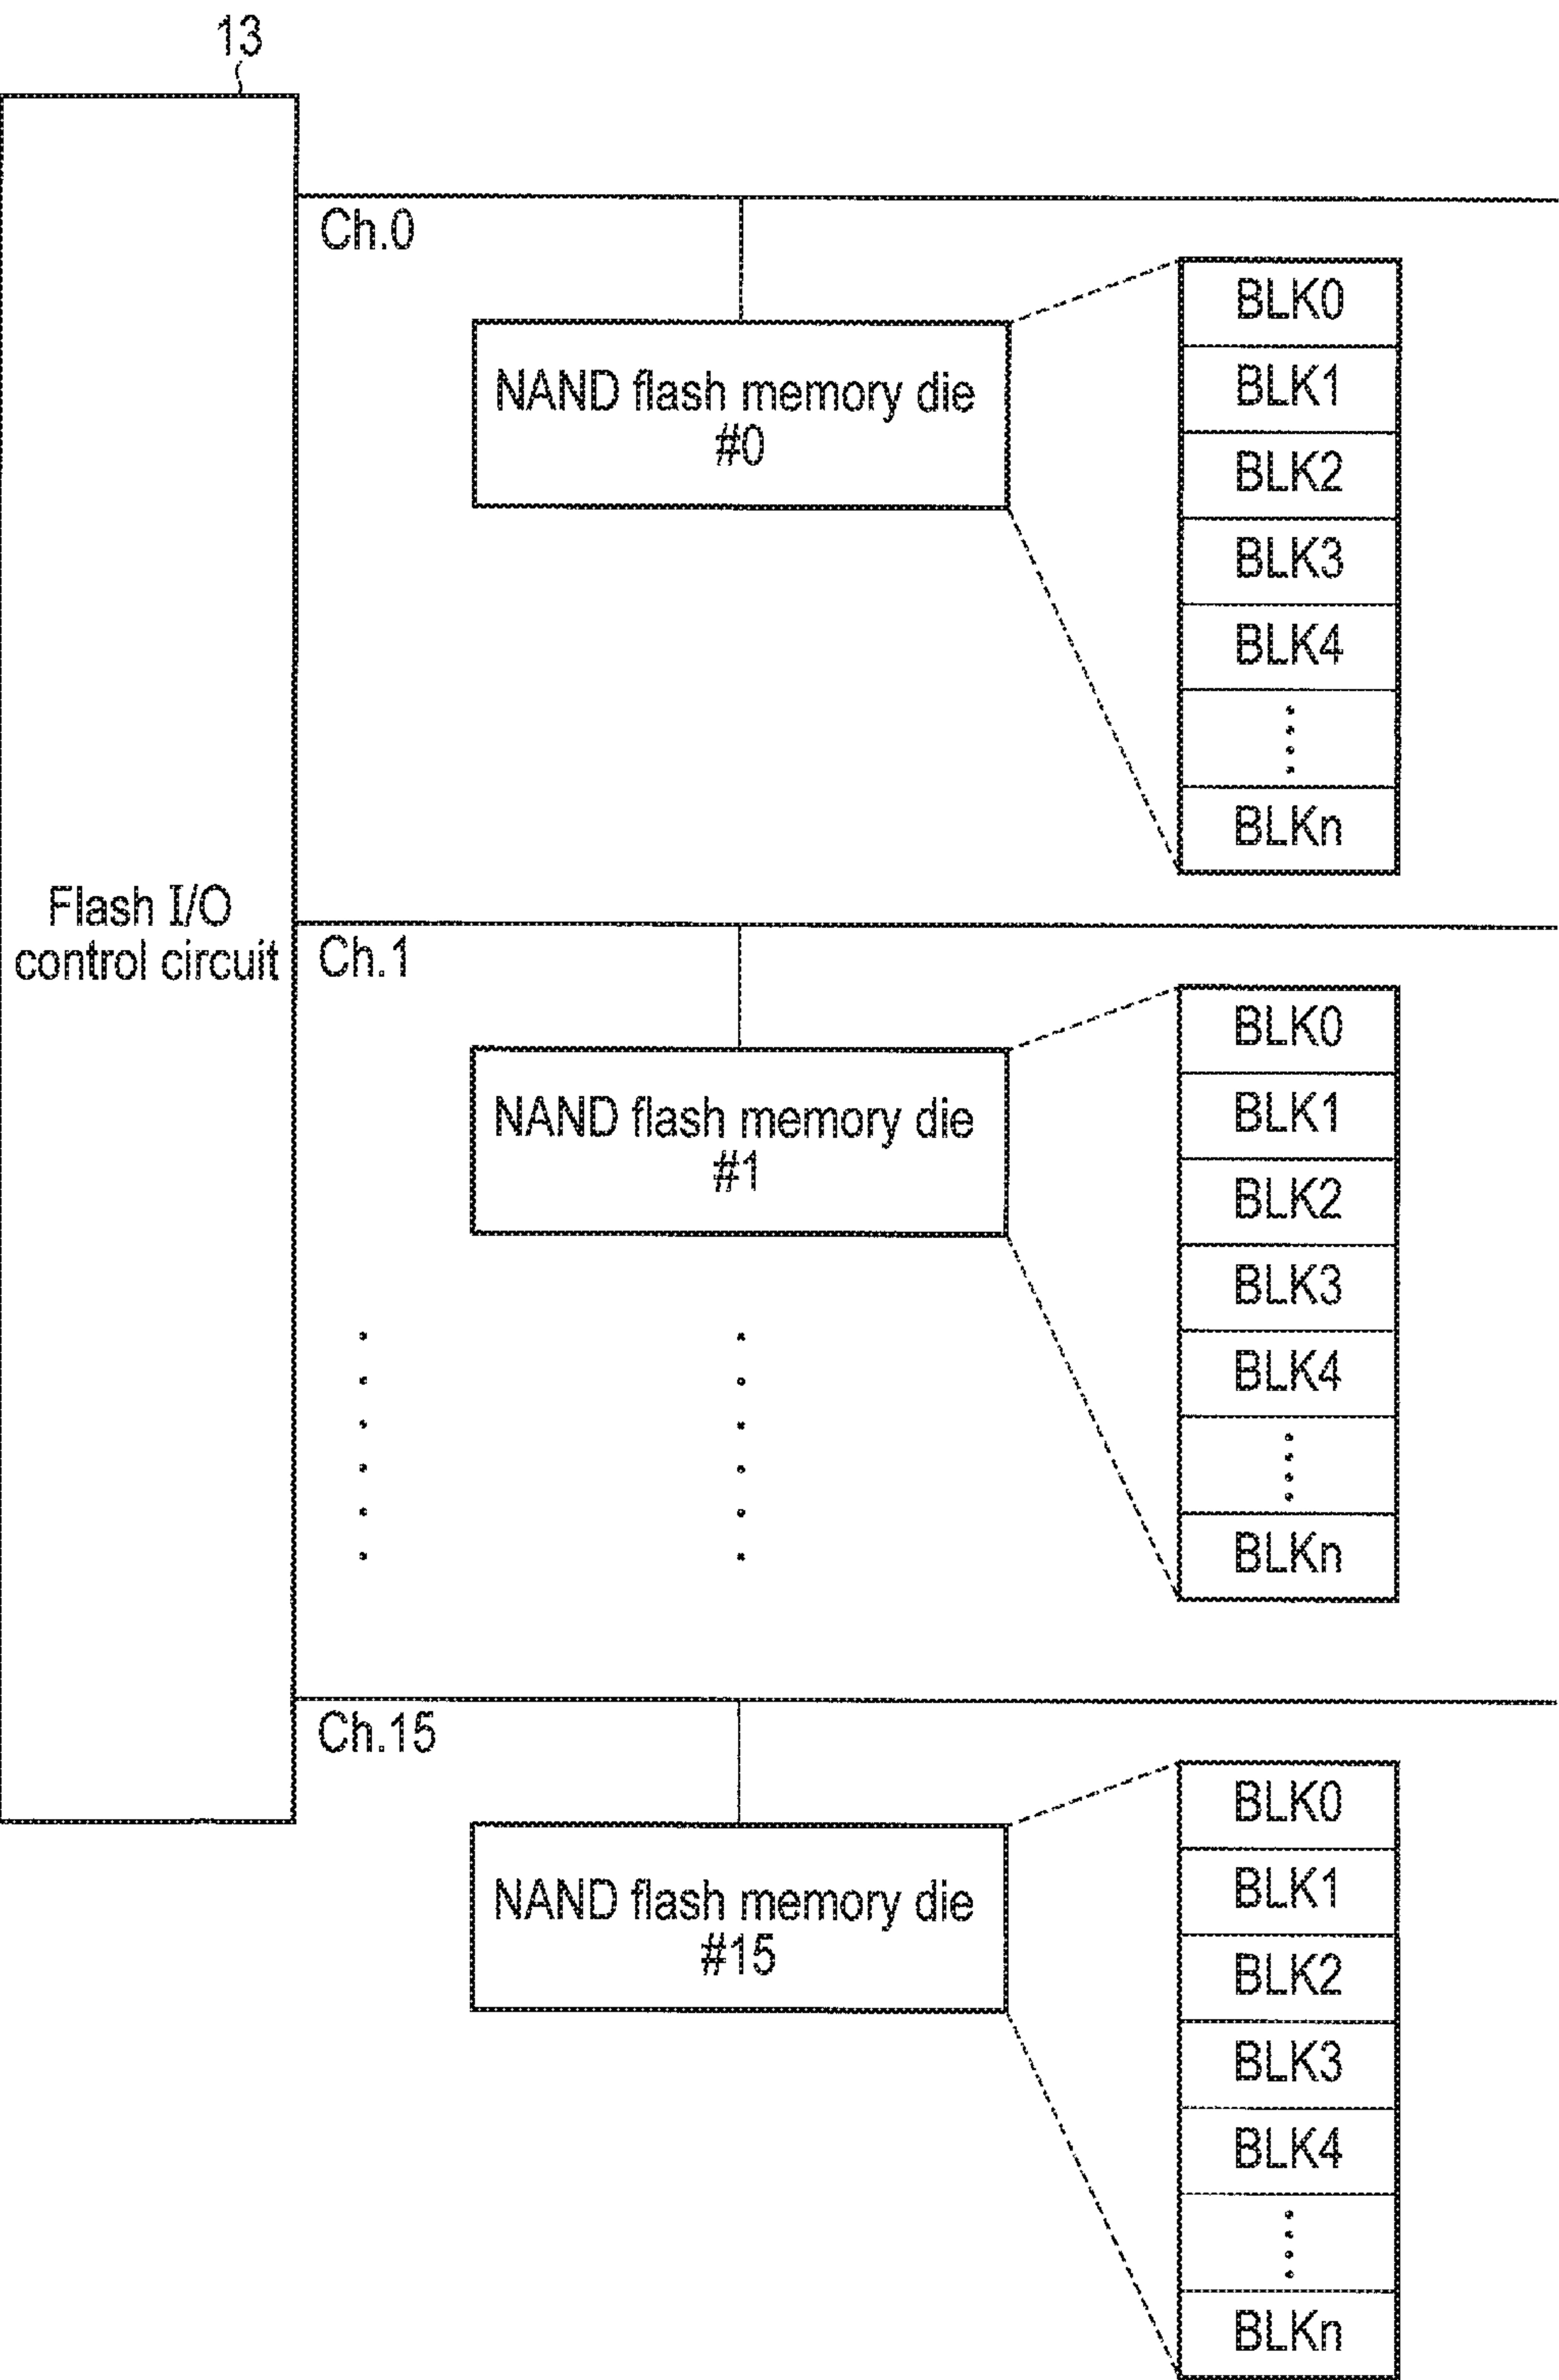 13
Flash I/O
control circuit
Ch.0
NAND flash memory die
#0
BLK0
BLK1
BLK2
BLK3
BLK4
BLKn
Ch.1
NAND flash memory die
#1
BLK0
BLK1
BLK2
BLK3
BLK4
BLKn
Ch.15
NAND flash memory die
#15
BLK0
BLK1
BLK2
BLK3
BLK4
BLKn